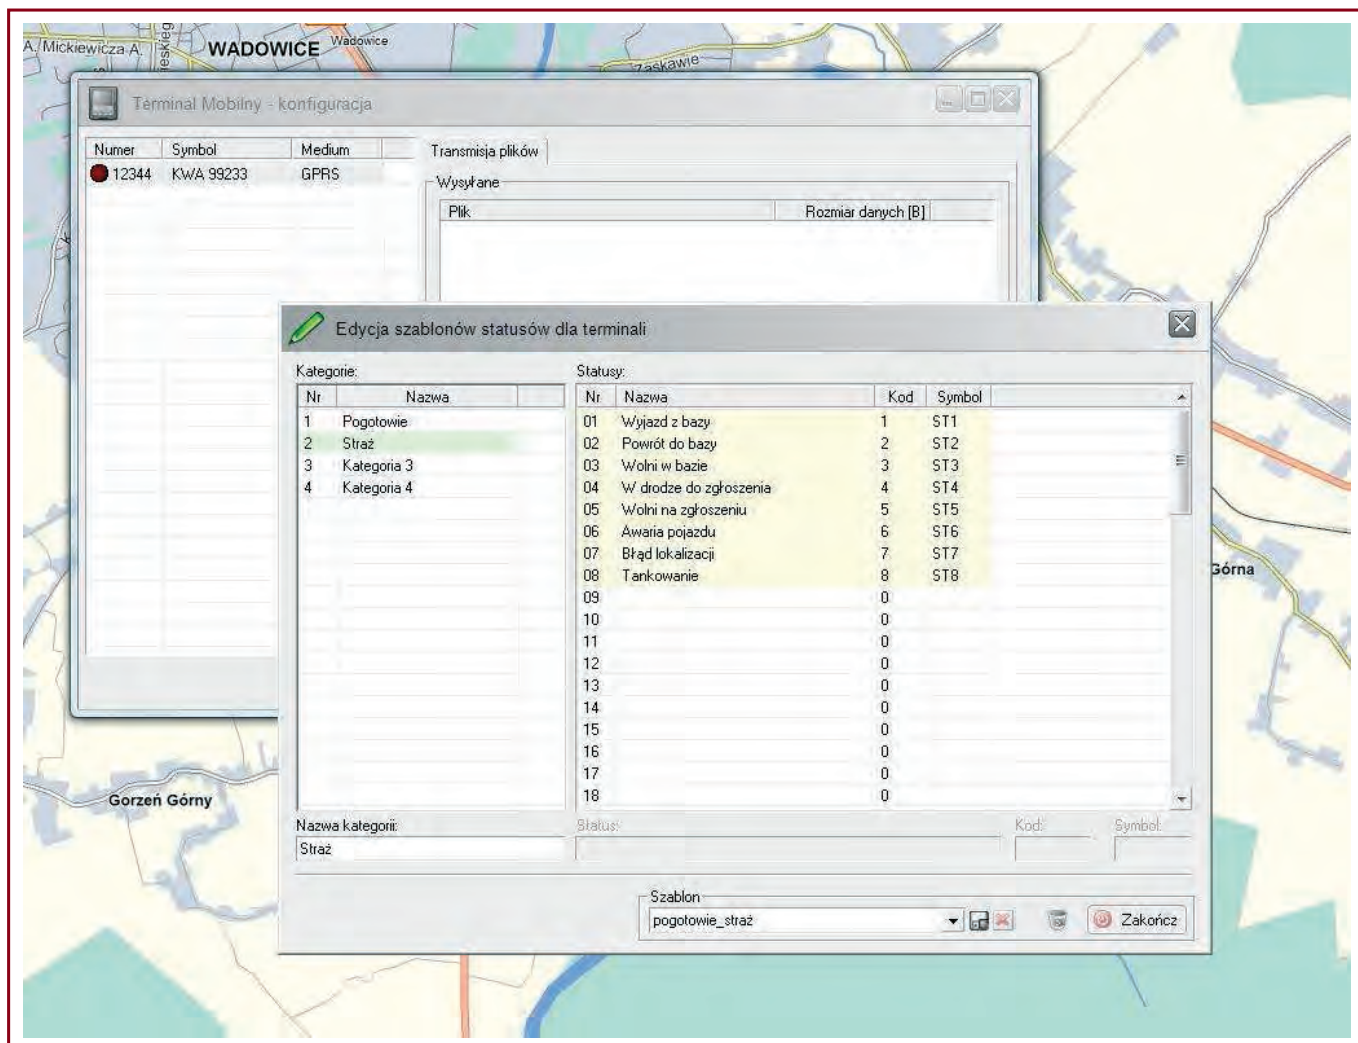 A. Mickiewicza A.
WADOWICE Wadowice
Zaskawie
Terminal Mobilny - konfiguracja
Numer Symbol Medium
12344 KWA 99233 GPRS
Transmisja plików
Wysyłane
Plik Rozmiar danych [B]
Edycja szablonów statusów dla terminali
Kategorie:
Nr Nazwa
1 Pogotowie
2 Straż
3 Kategoria 3
4 Kategoria 4
Statusy:
Nr Nazwa Kod Symbol
01 Wyjazd z bazy 1 ST1
02 Powrót do bazy 2 ST2
03 Wolni w bazie 3 ST3
04 W drodze do zgłoszenia 4 ST4
05 Wolni na zgłoszeniu 5 ST5
06 Awaria pojazdu 6 ST6
07 Błąd lokalizacji 7 ST7
08 Tankowanie 8 ST8
09 0
10 0
11 0
12 0
13 0
14 0
15 0
16 0
17 0
18 0
Nazwa kategorii:
Straż
Status: Kod: Symbol:
Szablon
pogotowie_straż
Zakończ
Górna
Gorzeń Górny